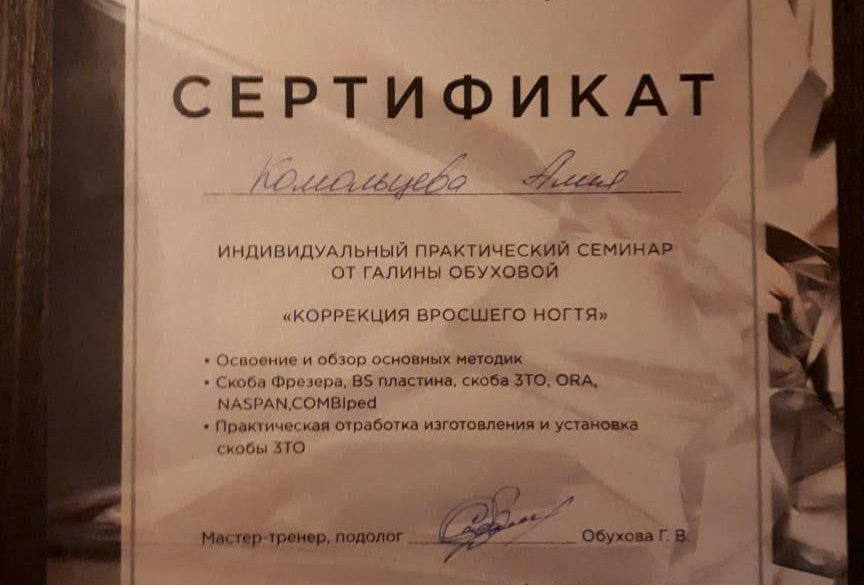 СЕРТИФИКАТ
Комольцева Алия
ИНДИВИДУАЛЬНЫЙ ПРАКТИЧЕСКИЙ СЕМИНАР
ОТ ГАЛИНЫ ОБУХОВОЙ
«КОРРЕКЦИЯ ВРОСШЕГО НОГТЯ»
• Освоение и обзор основных методик
• Скоба Фрезера, BS пластина, скоба 3ТО, ORA,
NASPAN,COMBIped
• Практическая отработка изготовления и установка
скобы 3ТО
Мастер-тренер, подолог Обухова Г. В.